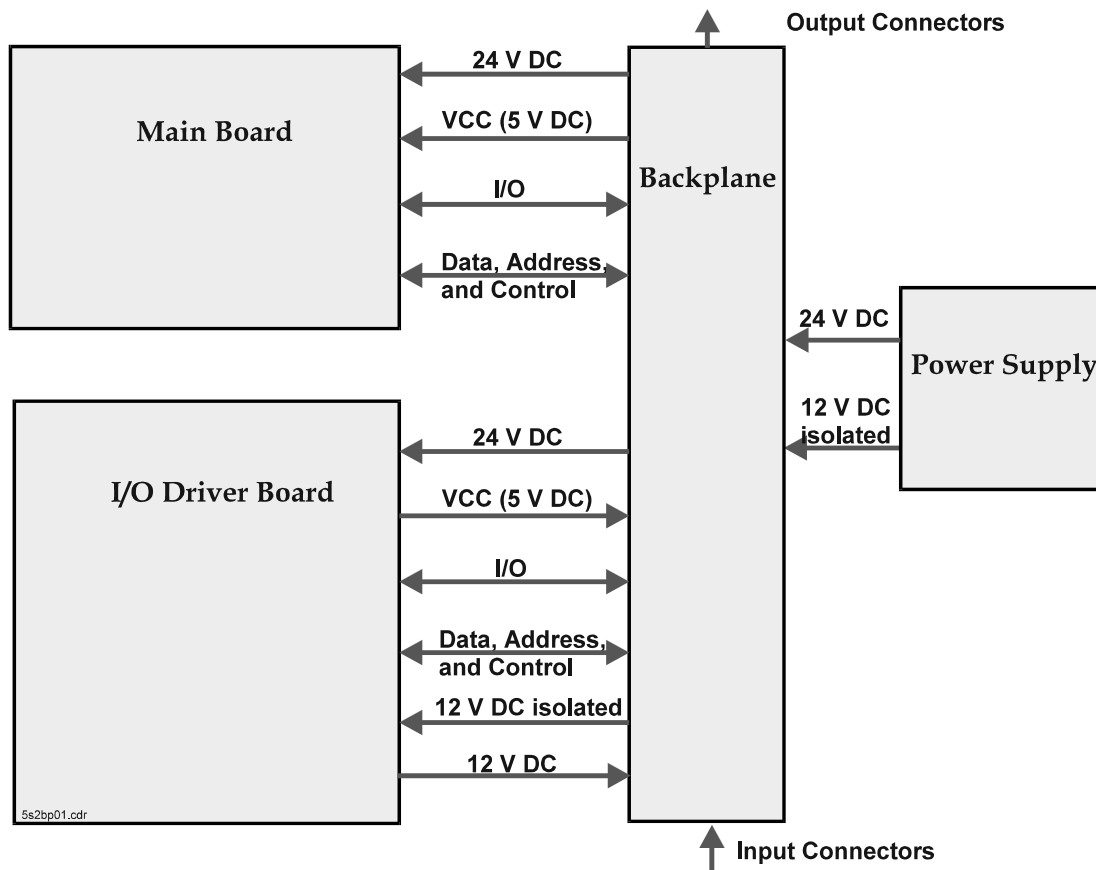 Output Connectors
24 V DC
VCC (5 V DC)
Main Board
I/O
Backplane
Data, Address,
and Control
24 V DC
Power Supply
12 V DC
isolated
24 V DC
I/O Driver Board
VCC (5 V DC)
I/O
Data, Address,
and Control
12 V DC isolated
12 V DC
5s2bp01.cdr
Input Connectors